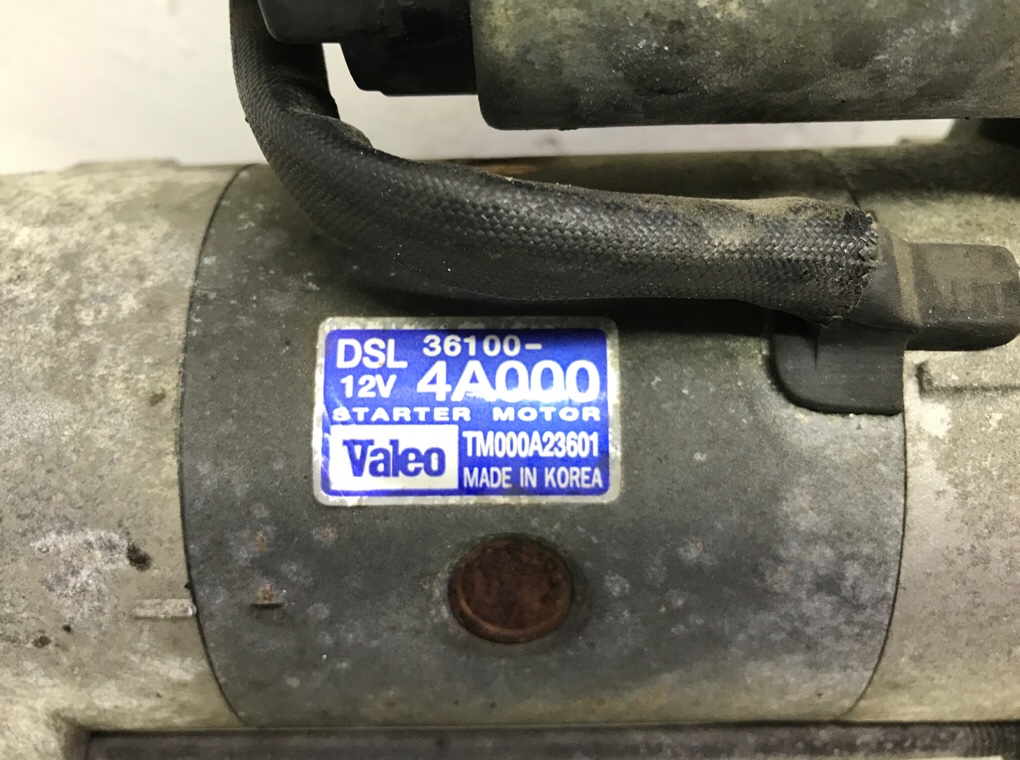 DSL 36100-
12V 4A000
STARTER MOTOR
Valeo TM000A23601
MADE IN KOREA